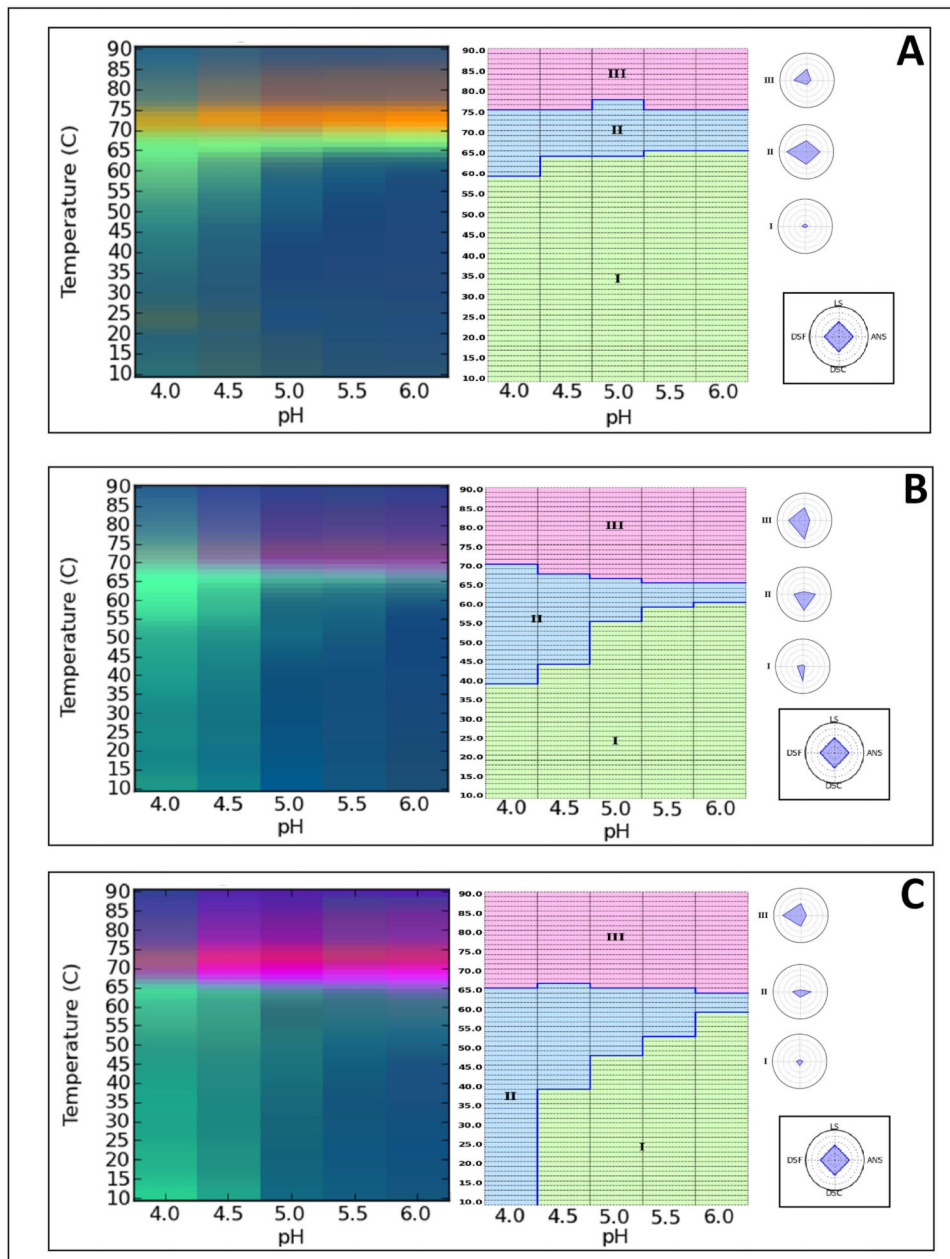 A
Temperature (C)
90
85
80
75
70
65
60
55
50
45
40
35
30
25
20
15
10
4.0 4.5 5.0 5.5 6.0
pH
90.0
85.0
80.0
75.0
70.0
65.0
60.0
55.0
50.0
45.0
40.0
35.0
30.0
25.0
20.0
15.0
10.0
III
II
I
4.0 4.5 5.0 5.5 6.0
pH
III
II
I
LS
DSF ANS
DSC
B
Temperature (C)
90
85
80
75
70
65
60
55
50
45
40
35
30
25
20
15
10
4.0 4.5 5.0 5.5 6.0
pH
90.0
85.0
80.0
75.0
70.0
65.0
60.0
55.0
50.0
45.0
40.0
35.0
30.0
25.0
20.0
15.0
10.0
III
II
I
4.0 4.5 5.0 5.5 6.0
pH
III
II
I
LS
DSF ANS
DSC
C
Temperature (C)
90
85
80
75
70
65
60
55
50
45
40
35
30
25
20
15
10
4.0 4.5 5.0 5.5 6.0
pH
90.0
85.0
80.0
75.0
70.0
65.0
60.0
55.0
50.0
45.0
40.0
35.0
30.0
25.0
20.0
15.0
10.0
III
II
I
4.0 4.5 5.0 5.5 6.0
pH
III
II
I
LS
DSF ANS
DSC